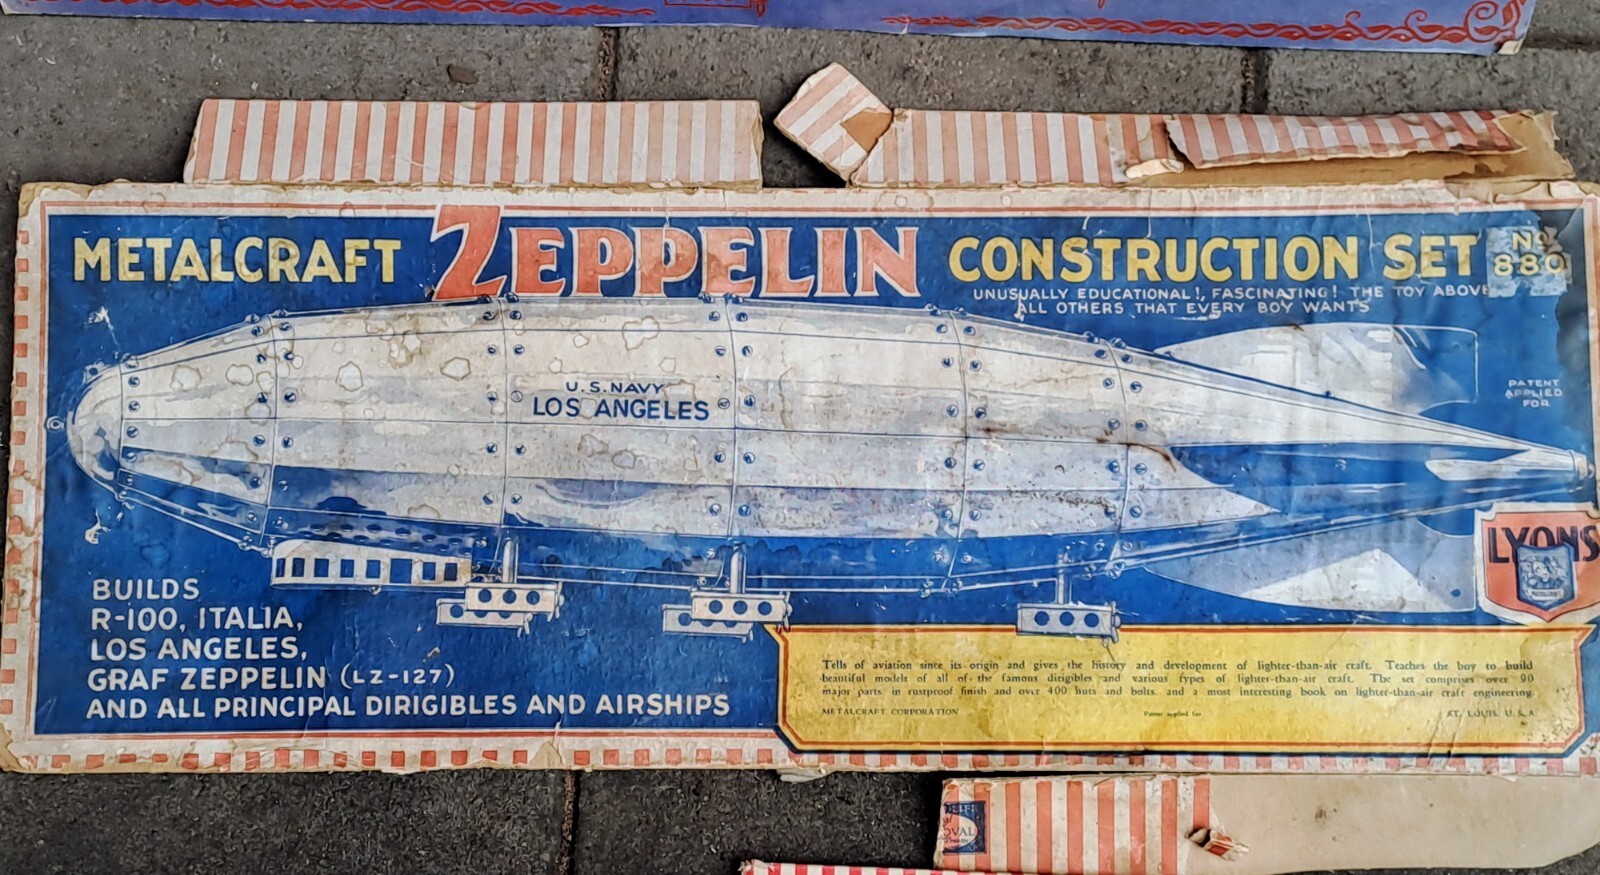 METALCRAFT ZEPPELIN CONSTRUCTION SET No. 880
UNUSUALLY EDUCATIONAL!, FASCINATING! THE TOY ABOVE
ALL OTHERS THAT EVERY BOY WANTS
U.S. NAVY
LOS ANGELES
PATENT
APPLIED
FOR
LYONS
BUILDS
R-100, ITALIA,
LOS ANGELES,
GRAF ZEPPELIN (LZ-127)
AND ALL PRINCIPAL DIRIGIBLES AND AIRSHIPS
Tells of aviation since its origin and gives the history and development of lighter-than-air craft. Teaches the boy to build
beautiful models of all of the famous dirigibles and various types of lighter-than-air craft. The set comprises over 90
major parts in rustproof finish and over 400 nuts and bolts and a most interesting book on lighter-than-air craft engineering.
METALCRAFT CORPORATION Patent applied for ST. LOUIS, U.S.A.
OVAL